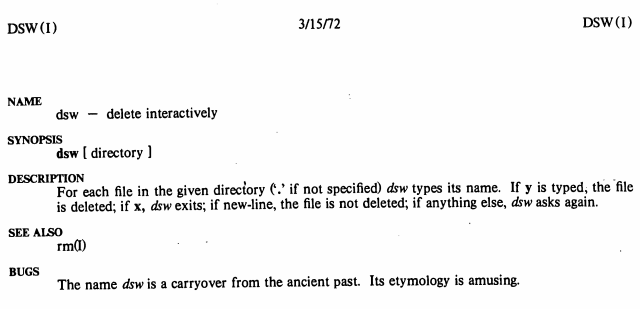 DSW(I) 3/15/72 DSW(I)
NAME
dsw — delete interactively
SYNOPSIS
dsw [ directory ]
DESCRIPTION
For each file in the given directory ('.' if not specified) dsw types its name. If y is typed, the file
is deleted; if x, dsw exits; if new-line, the file is not deleted; if anything else, dsw asks again.
SEE ALSO
rm(I)
BUGS
The name dsw is a carryover from the ancient past. Its etymology is amusing.